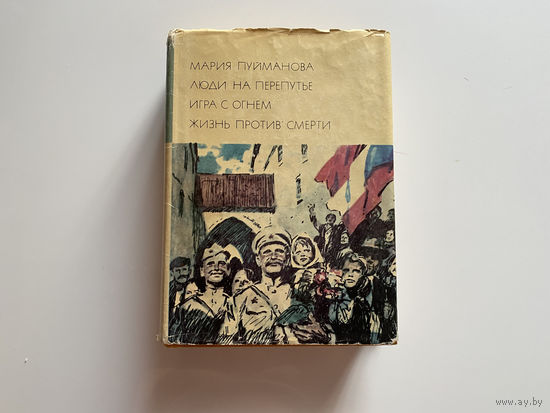 МАРИЯ ПУЙМАНОВА
ЛЮДИ НА ПЕРЕПУТЬЕ
ИГРА С ОГНЕМ
ЖИЗНЬ ПРОТИВ СМЕРТИ
www.ay.by